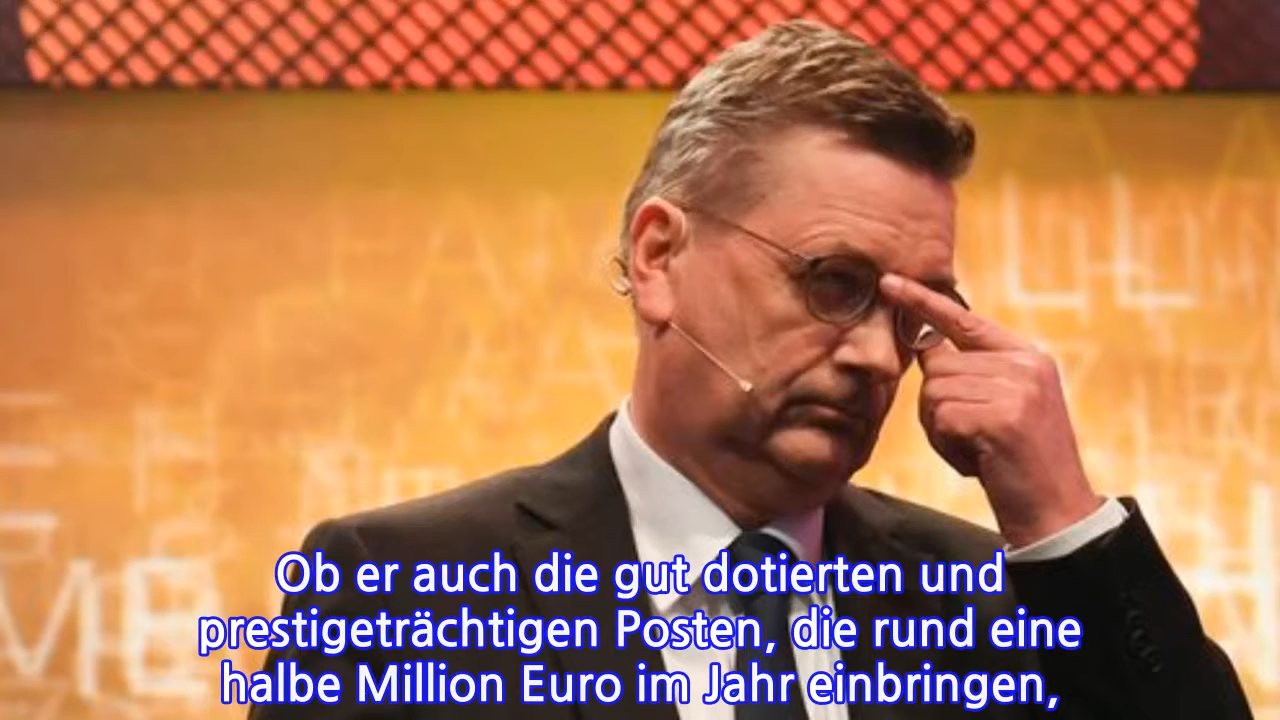 Ob er auch die gut dotierten und
prestigeträchtigen Posten, die rund eine
halbe Million Euro im Jahr einbringen,